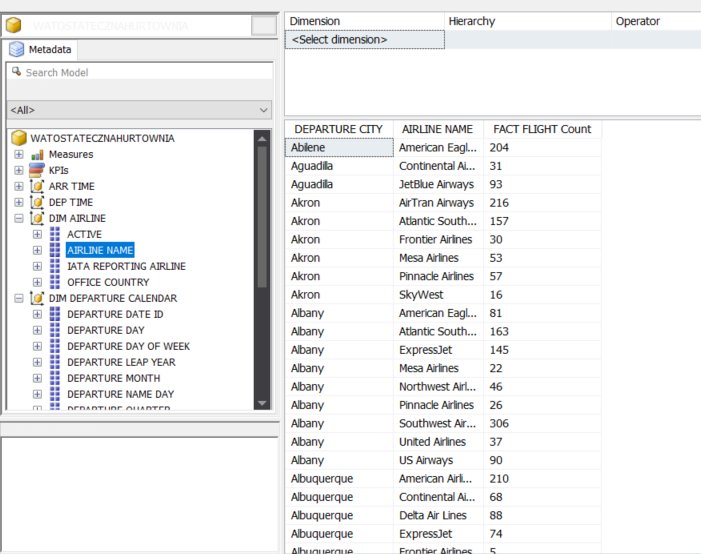 WATOSTATECZNAHURTOWNIA
Metadata
Search Model
<All>
WATOSTATECZNAHURTOWNIA
Measures
KPIs
ARR TIME
DEP TIME
DIM AIRLINE
ACTIVE
AIRLINE NAME
IATA REPORTING AIRLINE
OFFICE COUNTRY
DIM DEPARTURE CALENDAR
DEPARTURE DATE ID
DEPARTURE DAY
DEPARTURE DAY OF WEEK
DEPARTURE LEAP YEAR
DEPARTURE MONTH
DEPARTURE NAME DAY
DEPARTURE QUARTER
Dimension Hierarchy Operator
<Select dimension>
DEPARTURE CITY AIRLINE NAME FACT FLIGHT Count
Abilene American Eagl... 204
Aguadilla Continental Ai... 31
Aguadilla JetBlue Airways 93
Akron AirTran Airways 216
Akron Atlantic South... 157
Akron Frontier Airlines 30
Akron Mesa Airlines 53
Akron Pinnacle Airlines 57
Akron SkyWest 16
Albany American Eagl... 81
Albany Atlantic South... 163
Albany ExpressJet 145
Albany Mesa Airlines 22
Albany Northwest Airl... 46
Albany Pinnacle Airlines 26
Albany Southwest Air... 306
Albany United Airlines 37
Albany US Airways 90
Albuquerque American Airli... 210
Albuquerque Continental Ai... 68
Albuquerque Delta Air Lines 88
Albuquerque ExpressJet 74
Albuquerque Frontier Airlines 5